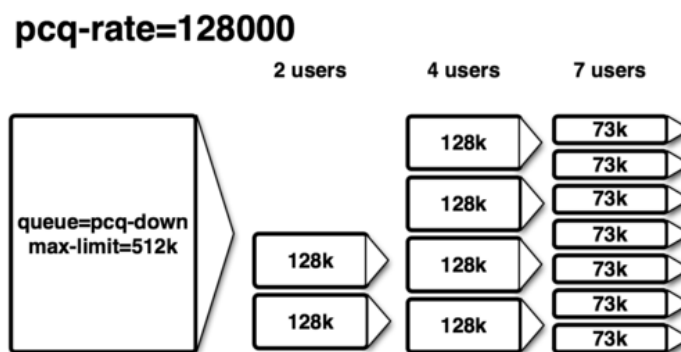 pcq-rate=128000
2 users
4 users
7 users
queue=pcq-down
max-limit=512k
128k
128k
128k
128k
128k
128k
73k
73k
73k
73k
73k
73k
73k